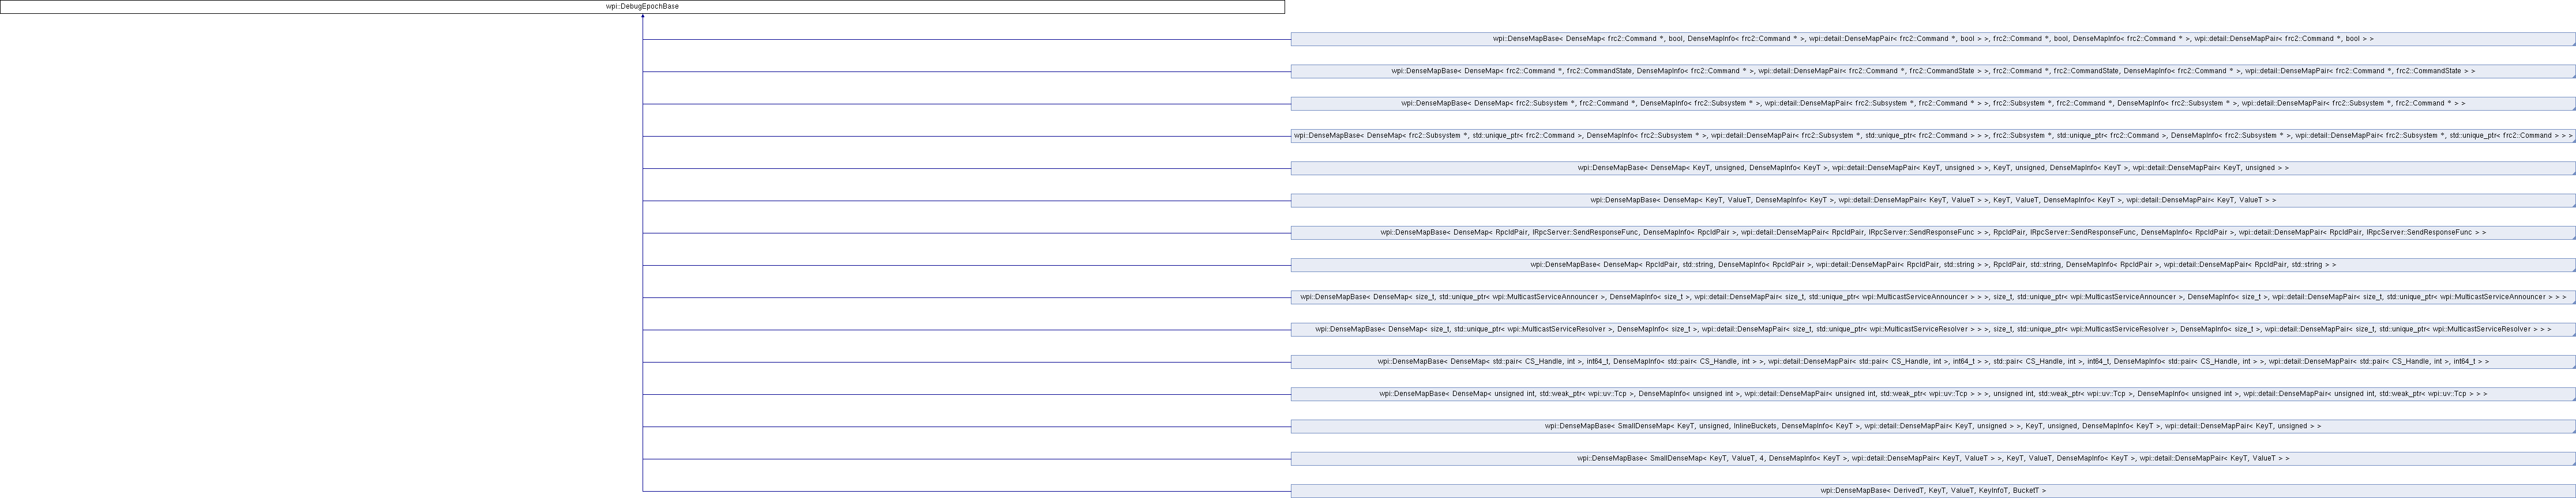 wpi::DebugEpochBase
wpi::DenseMapBase< DenseMap< frc2::Command *, bool, DenseMapInfo< frc2::Command * >, wpi::detail::DenseMapPair< frc2::Command *, bool > >, frc2::Command *, bool, DenseMapInfo< frc2::Command * >, wpi::detail::DenseMapPair< frc2::Command *, bool > >
wpi::DenseMapBase< DenseMap< frc2::Command *, frc2::CommandState, DenseMapInfo< frc2::Command * >, wpi::detail::DenseMapPair< frc2::Command *, frc2::CommandState > >, frc2::Command *, frc2::CommandState, DenseMapInfo< frc2::Command * >, wpi::detail::DenseMapPair< frc2::Command *, frc2::CommandState > >
wpi::DenseMapBase< DenseMap< frc2::Subsystem *, frc2::Command *, DenseMapInfo< frc2::Subsystem * >, wpi::detail::DenseMapPair< frc2::Subsystem *, frc2::Command * > >, frc2::Subsystem *, frc2::Command *, DenseMapInfo< frc2::Subsystem * >, wpi::detail::DenseMapPair< frc2::Subsystem *, frc2::Command * > >
wpi::DenseMapBase< DenseMap< frc2::Subsystem *, std::unique_ptr< frc2::Command >, DenseMapInfo< frc2::Subsystem * >, wpi::detail::DenseMapPair< frc2::Subsystem *, std::unique_ptr< frc2::Command > > >, frc2::Subsystem *, std::unique_ptr< frc2::Command >, DenseMapInfo< frc2::Subsystem * >, wpi::detail::DenseMapPair< frc2::Subsystem *, std::unique_ptr< frc2::Command > > >
wpi::DenseMapBase< DenseMap< KeyT, unsigned, DenseMapInfo< KeyT >, wpi::detail::DenseMapPair< KeyT, unsigned > >, KeyT, unsigned, DenseMapInfo< KeyT >, wpi::detail::DenseMapPair< KeyT, unsigned > >
wpi::DenseMapBase< DenseMap< KeyT, ValueT, DenseMapInfo< KeyT >, wpi::detail::DenseMapPair< KeyT, ValueT > >, KeyT, ValueT, DenseMapInfo< KeyT >, wpi::detail::DenseMapPair< KeyT, ValueT > >
wpi::DenseMapBase< DenseMap< RpcIdPair, IRpcServer::SendResponseFunc, DenseMapInfo< RpcIdPair >, wpi::detail::DenseMapPair< RpcIdPair, IRpcServer::SendResponseFunc > >, RpcIdPair, IRpcServer::SendResponseFunc, DenseMapInfo< RpcIdPair >, wpi::detail::DenseMapPair< RpcIdPair, IRpcServer::SendResponseFunc > >
wpi::DenseMapBase< DenseMap< RpcIdPair, std::string, DenseMapInfo< RpcIdPair >, wpi::detail::DenseMapPair< RpcIdPair, std::string > >, RpcIdPair, std::string, DenseMapInfo< RpcIdPair >, wpi::detail::DenseMapPair< RpcIdPair, std::string > >
wpi::DenseMapBase< DenseMap< size_t, std::unique_ptr< wpi::MulticastServiceAnnouncer >, DenseMapInfo< size_t >, wpi::detail::DenseMapPair< size_t, std::unique_ptr< wpi::MulticastServiceAnnouncer > > >, size_t, std::unique_ptr< wpi::MulticastServiceAnnouncer >, DenseMapInfo< size_t >, wpi::detail::DenseMapPair< size_t, std::unique_ptr< wpi::MulticastServiceAnnouncer > > >
wpi::DenseMapBase< DenseMap< size_t, std::unique_ptr< wpi::MulticastServiceResolver >, DenseMapInfo< size_t >, wpi::detail::DenseMapPair< size_t, std::unique_ptr< wpi::MulticastServiceResolver > > >, size_t, std::unique_ptr< wpi::MulticastServiceResolver >, DenseMapInfo< size_t >, wpi::detail::DenseMapPair< size_t, std::unique_ptr< wpi::MulticastServiceResolver > > >
wpi::DenseMapBase< DenseMap< std::pair< CS_Handle, int >, int64_t, DenseMapInfo< std::pair< CS_Handle, int > >, wpi::detail::DenseMapPair< std::pair< CS_Handle, int >, int64_t > >, std::pair< CS_Handle, int >, int64_t, DenseMapInfo< std::pair< CS_Handle, int > >, wpi::detail::DenseMapPair< std::pair< CS_Handle, int >, int64_t > >
wpi::DenseMapBase< DenseMap< unsigned int, std::weak_ptr< wpi::uv::Tcp >, DenseMapInfo< unsigned int >, wpi::detail::DenseMapPair< unsigned int, std::weak_ptr< wpi::uv::Tcp > > >, unsigned int, std::weak_ptr< wpi::uv::Tcp >, DenseMapInfo< unsigned int >, wpi::detail::DenseMapPair< unsigned int, std::weak_ptr< wpi::uv::Tcp > > >
wpi::DenseMapBase< SmallDenseMap< KeyT, unsigned, InlineBuckets, DenseMapInfo< KeyT >, wpi::detail::DenseMapPair< KeyT, unsigned > >, KeyT, unsigned, DenseMapInfo< KeyT >, wpi::detail::DenseMapPair< KeyT, unsigned > >
wpi::DenseMapBase< SmallDenseMap< KeyT, ValueT, 4, DenseMapInfo< KeyT >, wpi::detail::DenseMapPair< KeyT, ValueT > >, KeyT, ValueT, DenseMapInfo< KeyT >, wpi::detail::DenseMapPair< KeyT, ValueT > >
wpi::DenseMapBase< DerivedT, KeyT, ValueT, KeyInfoT, BucketT >